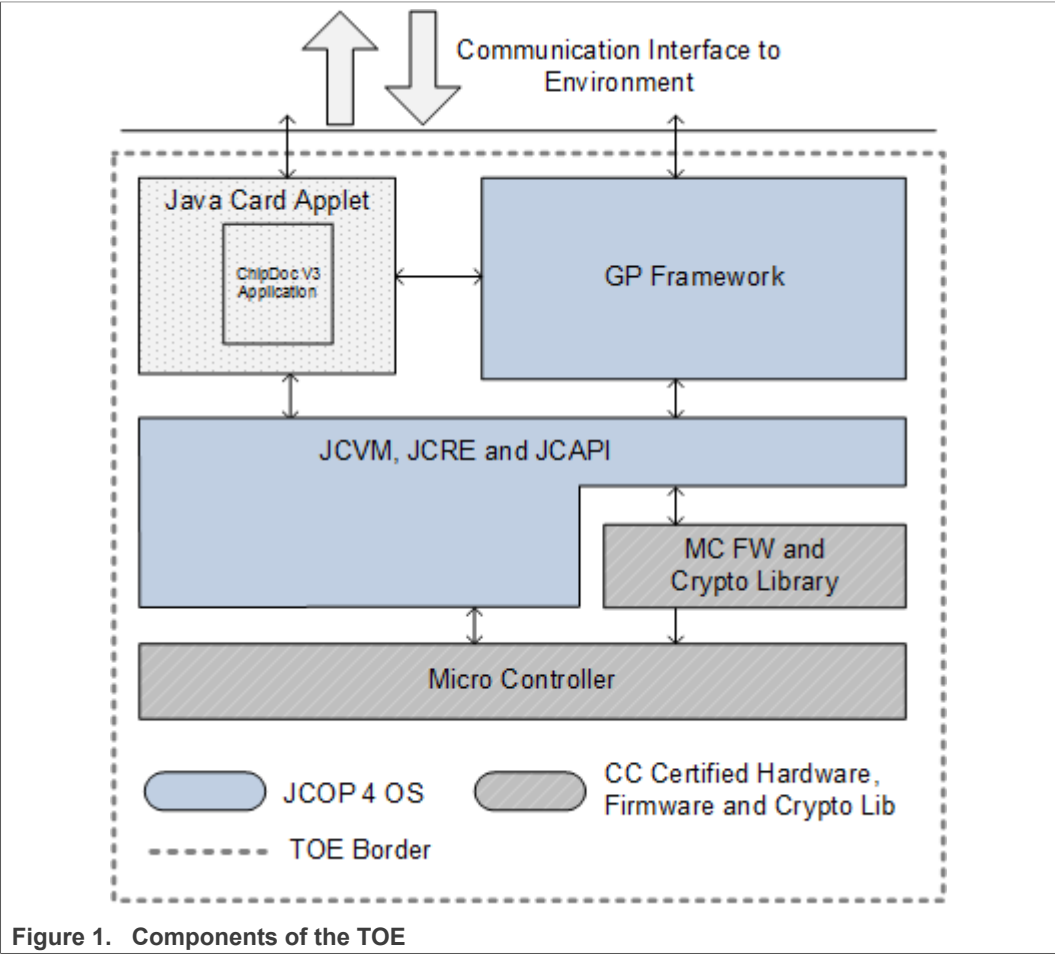 Communication Interface to
Environment
Java Card Applet
ChipDoc V3
Application
GP Framework
JCVM, JCRE and JCAPI
MC FW and
Crypto Library
Micro Controller
JCOP 4 OS
CC Certified Hardware,
Firmware and Crypto Lib
TOE Border
Figure 1. Components of the TOE